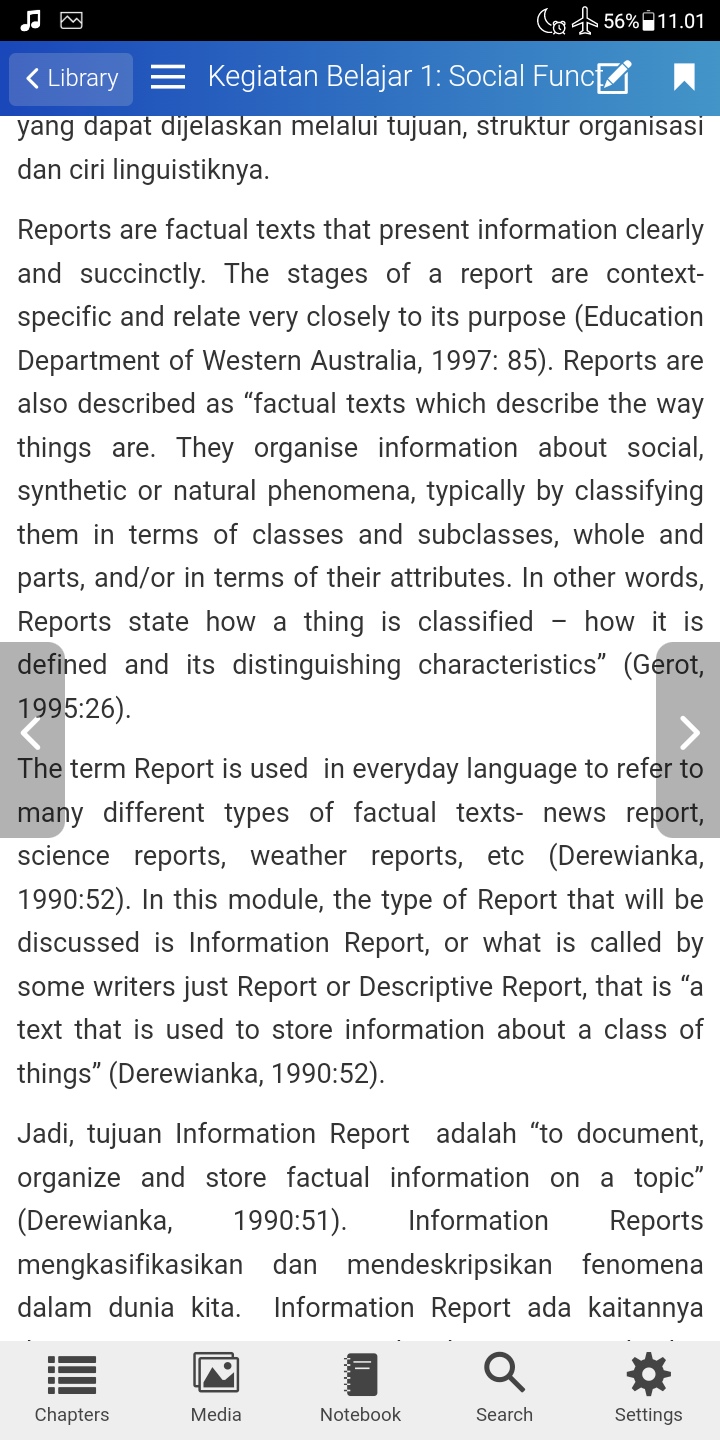 56% 11.01
Library
Kegiatan Belajar 1: Social Funct
yang dapat dijelaskan melalui tujuan, struktur organisasi
dan ciri linguistiknya.
Reports are factual texts that present information clearly
and succinctly. The stages of a report are context-
specific and relate very closely to its purpose (Education
Department of Western Australia, 1997: 85). Reports are
also described as “factual texts which describe the way
things are. They organise information about social,
synthetic or natural phenomena, typically by classifying
them in terms of classes and subclasses, whole and
parts, and/or in terms of their attributes. In other words,
Reports state how a thing is classified – how it is
defined and its distinguishing characteristics” (Gerot,
1995:26).
The term Report is used in everyday language to refer to
many different types of factual texts- news report,
science reports, weather reports, etc (Derewianka,
1990:52). In this module, the type of Report that will be
discussed is Information Report, or what is called by
some writers just Report or Descriptive Report, that is “a
text that is used to store information about a class of
things” (Derewianka, 1990:52).
Jadi, tujuan Information Report adalah “to document,
organize and store factual information on a topic”
(Derewianka, 1990:51). Information Reports
mengkasifikasikan dan mendeskripsikan fenomena
dalam dunia kita. Information Report ada kaitannya
Chapters
Media
Notebook
Search
Settings